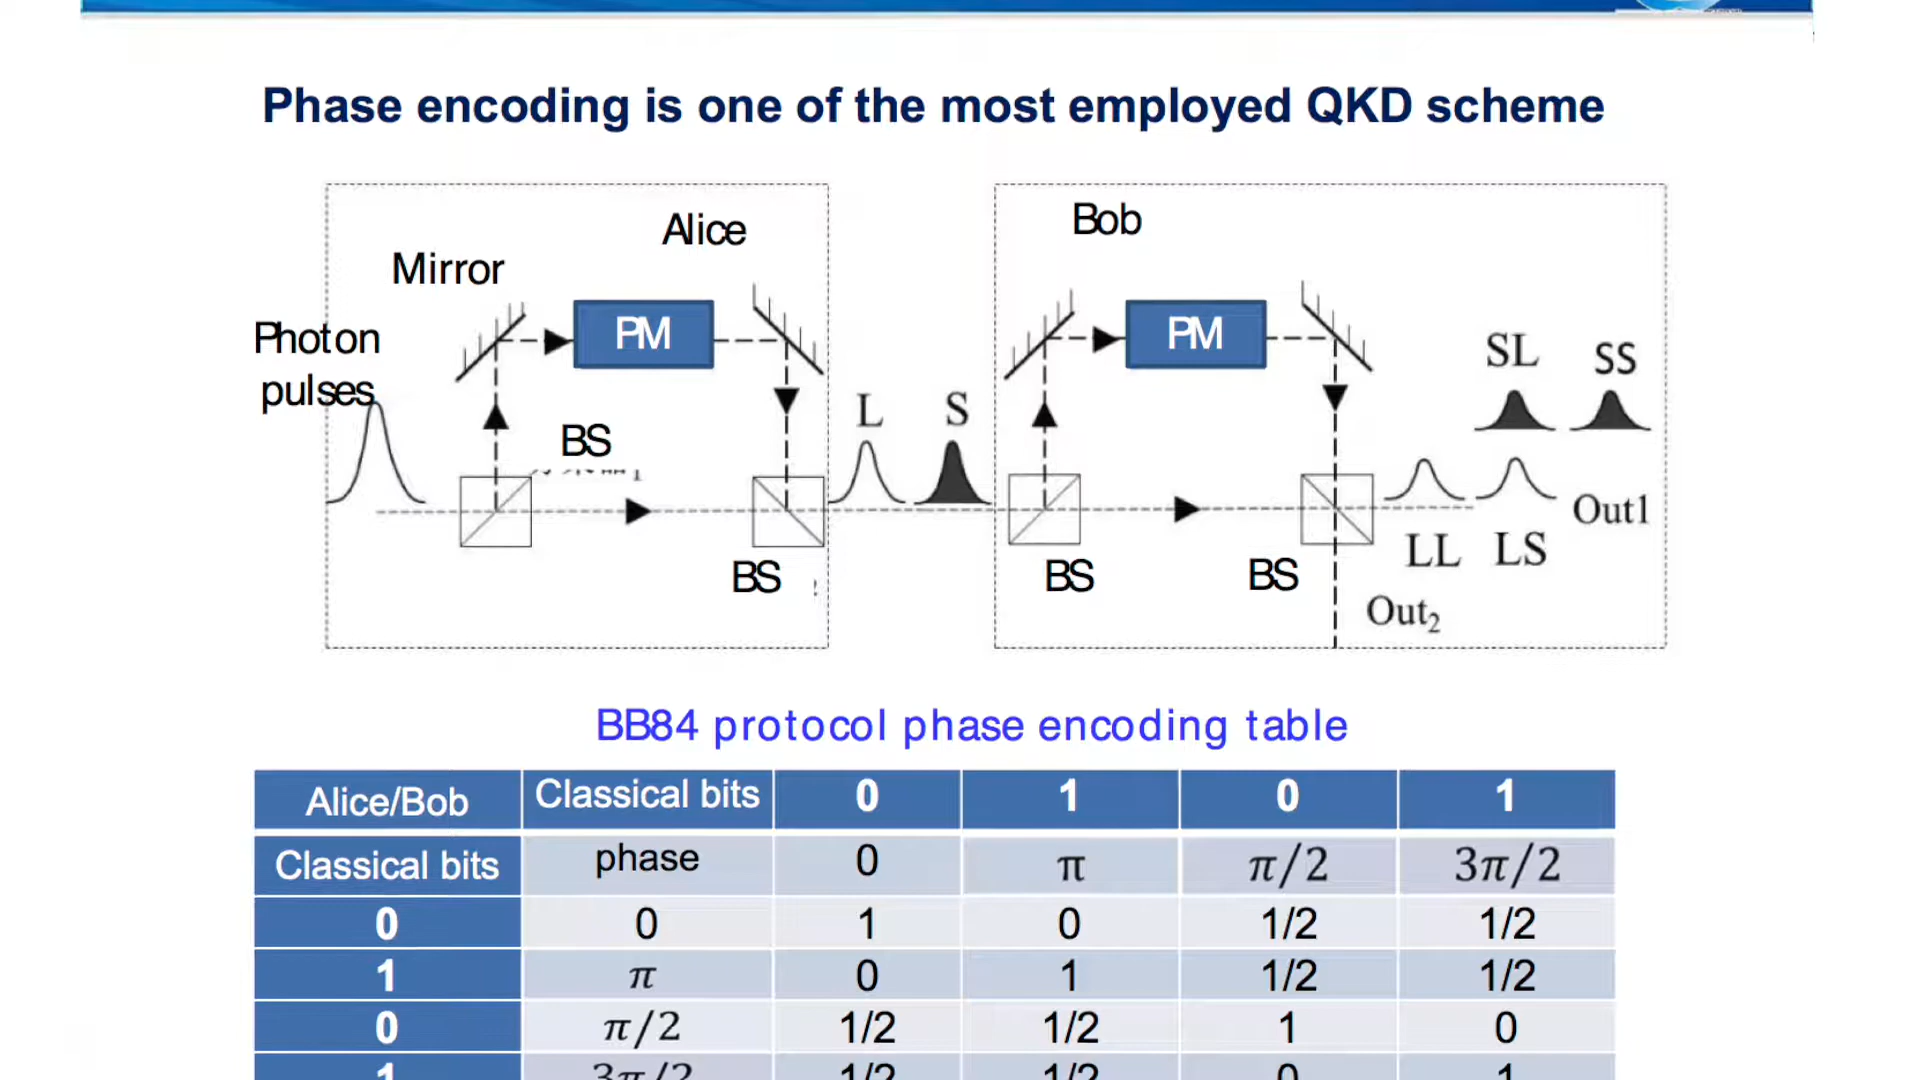 Phase encoding is one of the most employed QKD scheme
Alice
Mirror
Photon
pulses
PM
BS
BS
L S
Bob
PM
BS
BS
SL SS
LL LS
Out1
Out2
BB84 protocol phase encoding table
Alice/Bob Classical bits 0 1 0 1
Classical bits phase 0 π π/2 3π/2
0 0 1 0 1/2 1/2
1 π 0 1 1/2 1/2
0 π/2 1/2 1/2 1 0
1 3π/2 1/2 1/2 0 1